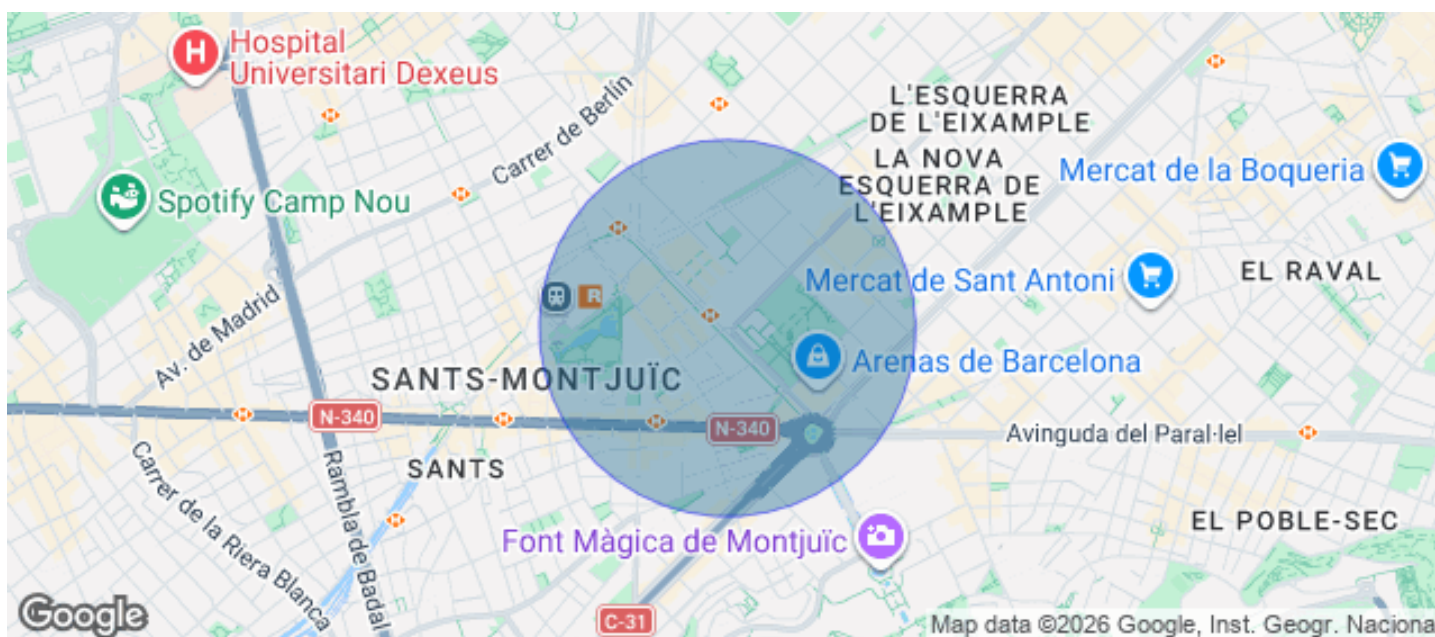 Hospital
Universitari Dexeus
H
Carrer de Berlín
L'ESQUERRA
DE L'EIXAMPLE
LA NOVA
ESQUERRA DE
L'EIXAMPLE
Mercat de la Boqueria
Spotify Camp Nou
Mercat de Sant Antoni
EL RAVAL
R
Av. de Madrid
Arenas de Barcelona
SANTS-MONTJUÏC
N-340
N-340
Avinguda del Paral·lel
SANTS
Carrer de la Riera Blanca
Rambla de Badal
EL POBLE-SEC
Font Màgica de Montjuïc
Google
C-31
Map data ©2026 Google, Inst. Geogr. Naciona